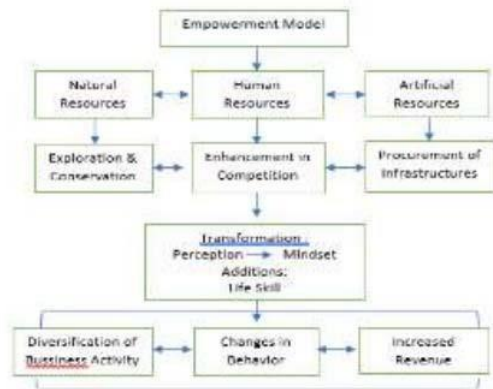 Empowerment Model
Natural
Resources
Human
Resources
Artificial
Resources
Exploration &
Conservation
Enhancement in
Competition
Procurement of
Infrastructures
Transformation :
Perception Mindset
Additions:
Life Skill
Diversification of
Bussiness Activity
Changes in
Behavior
Increased
Revenue